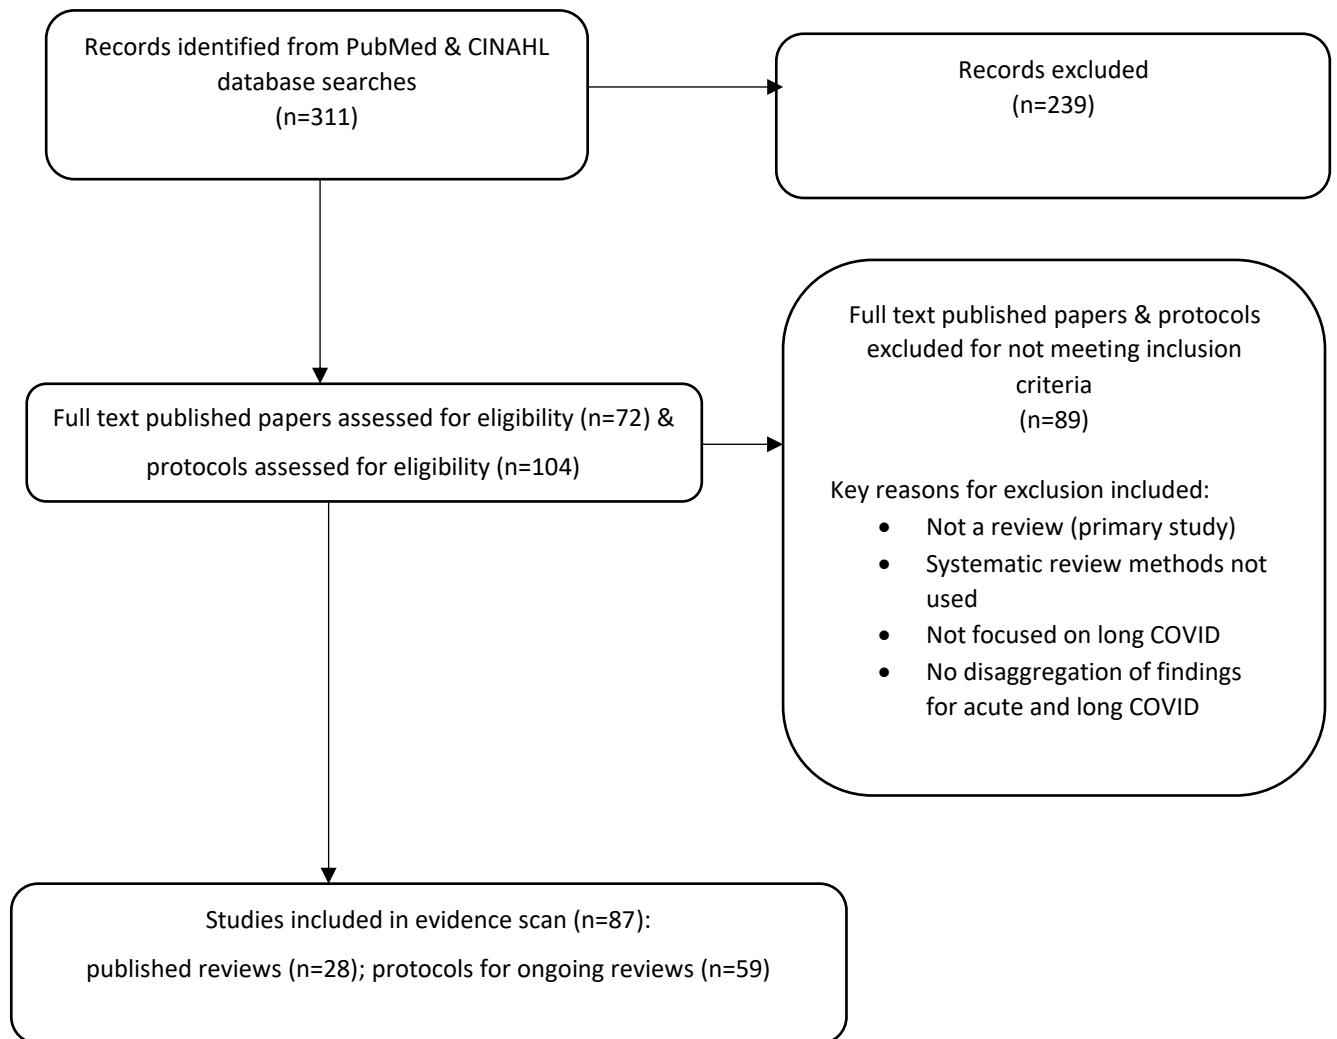 Records identified from PubMed & CINAHL
database searches
(n=311)
Records excluded
(n=239)
Full text published papers & protocols
excluded for not meeting inclusion
criteria
(n=89)
Key reasons for exclusion included:
• Not a review (primary study)
• Systematic review methods not
used
• Not focused on long COVID
• No disaggregation of findings
for acute and long COVID
Full text published papers assessed for eligibility (n=72) &
protocols assessed for eligibility (n=104)
Studies included in evidence scan (n=87):
published reviews (n=28); protocols for ongoing reviews (n=59)